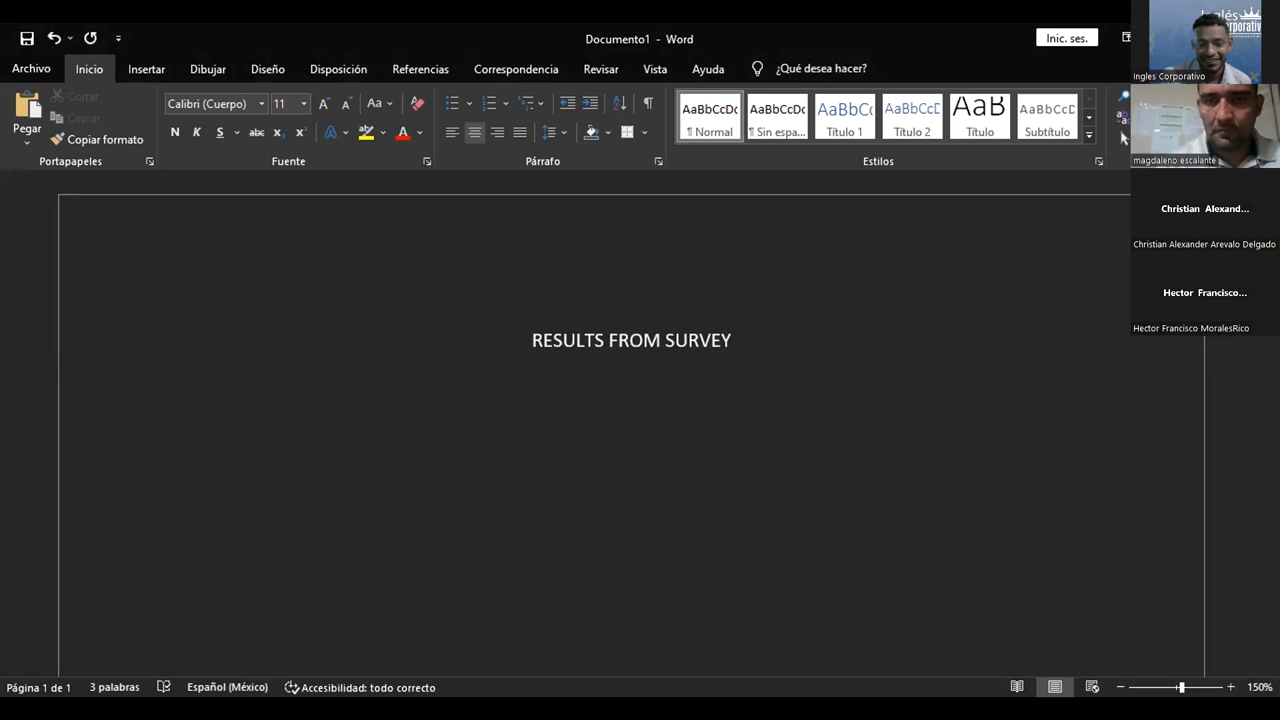 Documento1 - Word
Inic. ses.
Archivo
Inicio
Insertar
Dibujar
Diseño
Disposición
Referencias
Correspondencia
Revisar
Vista
Ayuda
¿Qué desea hacer?
Pegar
Cortar
Copiar
Copiar formato
Portapapeles
Calibri (Cuerpo)
11
Aa
N K S abc x₂ x² A A
Fuente
Párrafo
AaBbCcDc
¶ Normal
AaBbCcDc
¶ Sin espa...
AaBbCc
Título 1
AaBbCcD
Título 2
AaB
Título
AaBbCcD
Subtítulo
Estilos
Inglés
Corporativo
Ingles Corporativo
magdaleno escalante
Christian Alexand...
Christian Alexander Arevalo Delgado
Hector Francisco...
Hector Francisco MoralesRico
RESULTS FROM SURVEY
Página 1 de 1
3 palabras
Español (México)
Accesibilidad: todo correcto
150%